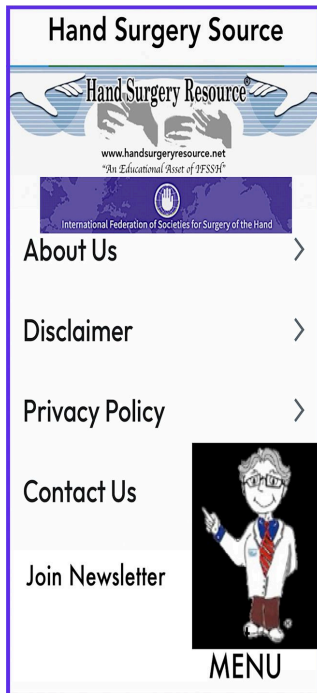 Hand Surgery Source
Hand Surgery Resource®
www.handsurgeryresource.net
"An Educational Asset of IFSSH"
International Federation of Societies for Surgery of the Hand
About Us
Disclaimer
Privacy Policy
Contact Us
Join Newsletter
®
MENU